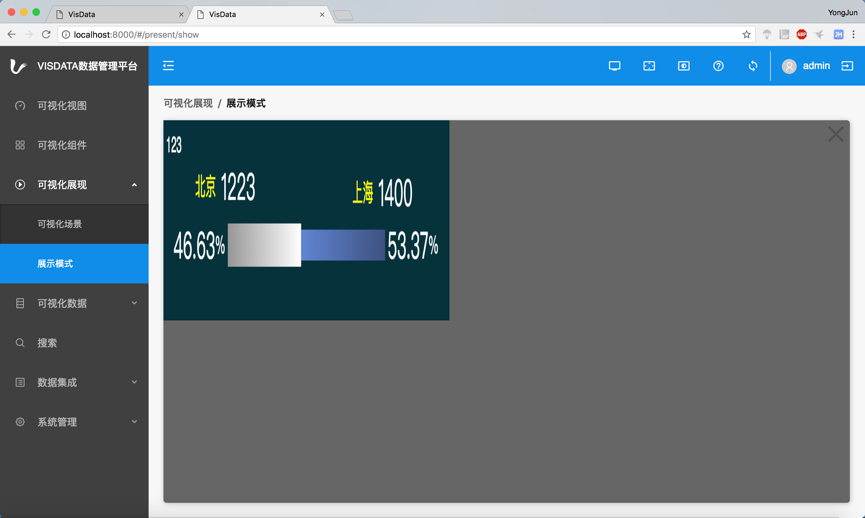 VisData
VisData
YongJun
localhost:8000/#/present/show
ABP
JH
VISDATA数据管理平台
admin
可视化视图
可视化组件
可视化展现
可视化场景
展示模式
可视化数据
搜索
数据集成
系统管理
可视化展现 / 展示模式
123
北京 1223
上海 1400
46.63%
53.37%